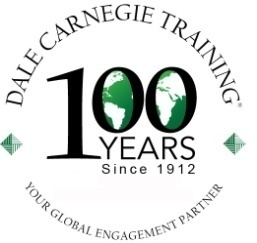 DALE CARNEGIE TRAINING®
100
YEARS
Since 1912
YOUR GLOBAL ENGAGEMENT PARTNER